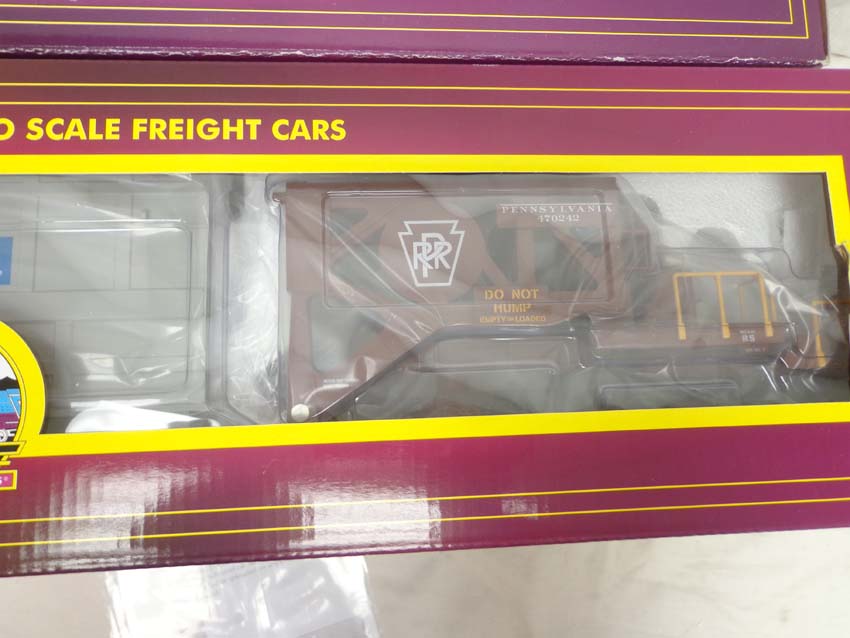 O SCALE FREIGHT CARS
PENNSYLVANIA
470242
PRR
DO NOT
HUMP
EMPTY OR LOADED